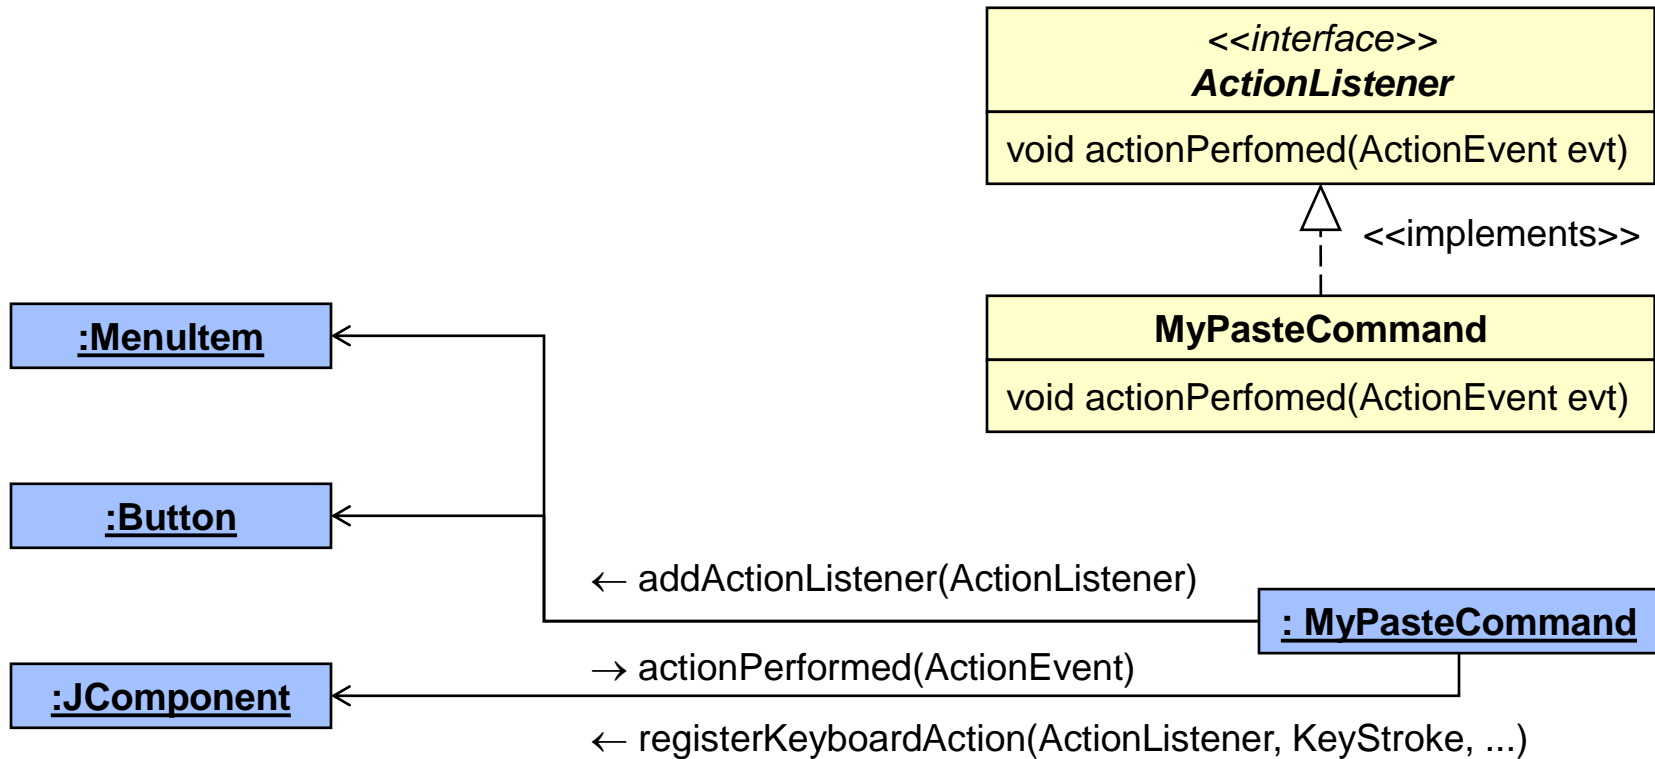 <<interface>>
ActionListener
void actionPerfomed(ActionEvent evt)
<<implements>>
MyPasteCommand
void actionPerfomed(ActionEvent evt)
:MenuItem
:Button
← addActionListener(ActionListener)
: MyPasteCommand
→ actionPerformed(ActionEvent)
:JComponent
← registerKeyboardAction(ActionListener, KeyStroke, ...)